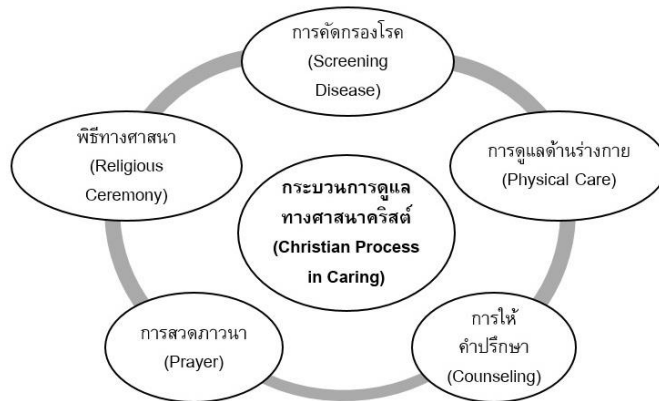 การคัดกรองโรค
(Screening
Disease)
พิธีทางศาสนา
(Religious
Ceremony)
การดูแลด้านร่างกาย
(Physical Care)
กระบวนการดูแล
ทางศาสนาคริสต์
(Christian Process
in Caring)
การสวดภาวนา
(Prayer)
การให้
คำปรึกษา
(Counseling)